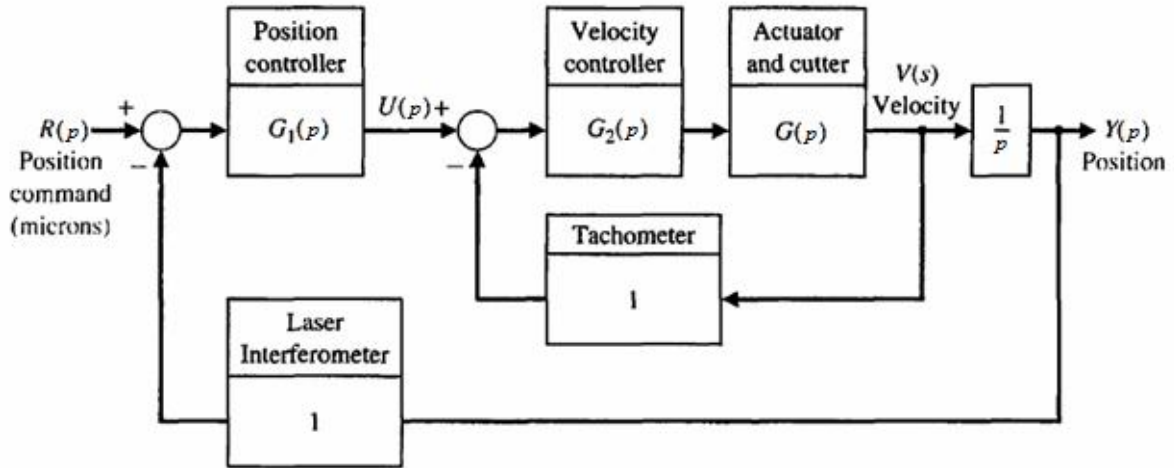 Position
controller
G₁(p)
Velocity
controller
G₂(p)
Actuator
and cutter
G(p)
V(s)
Velocity
1
p
Y(p)
Position
R(p)
Position
command
(microns)
+
−
U(p)
+
−
Tachometer
1
Laser
Interferometer
1